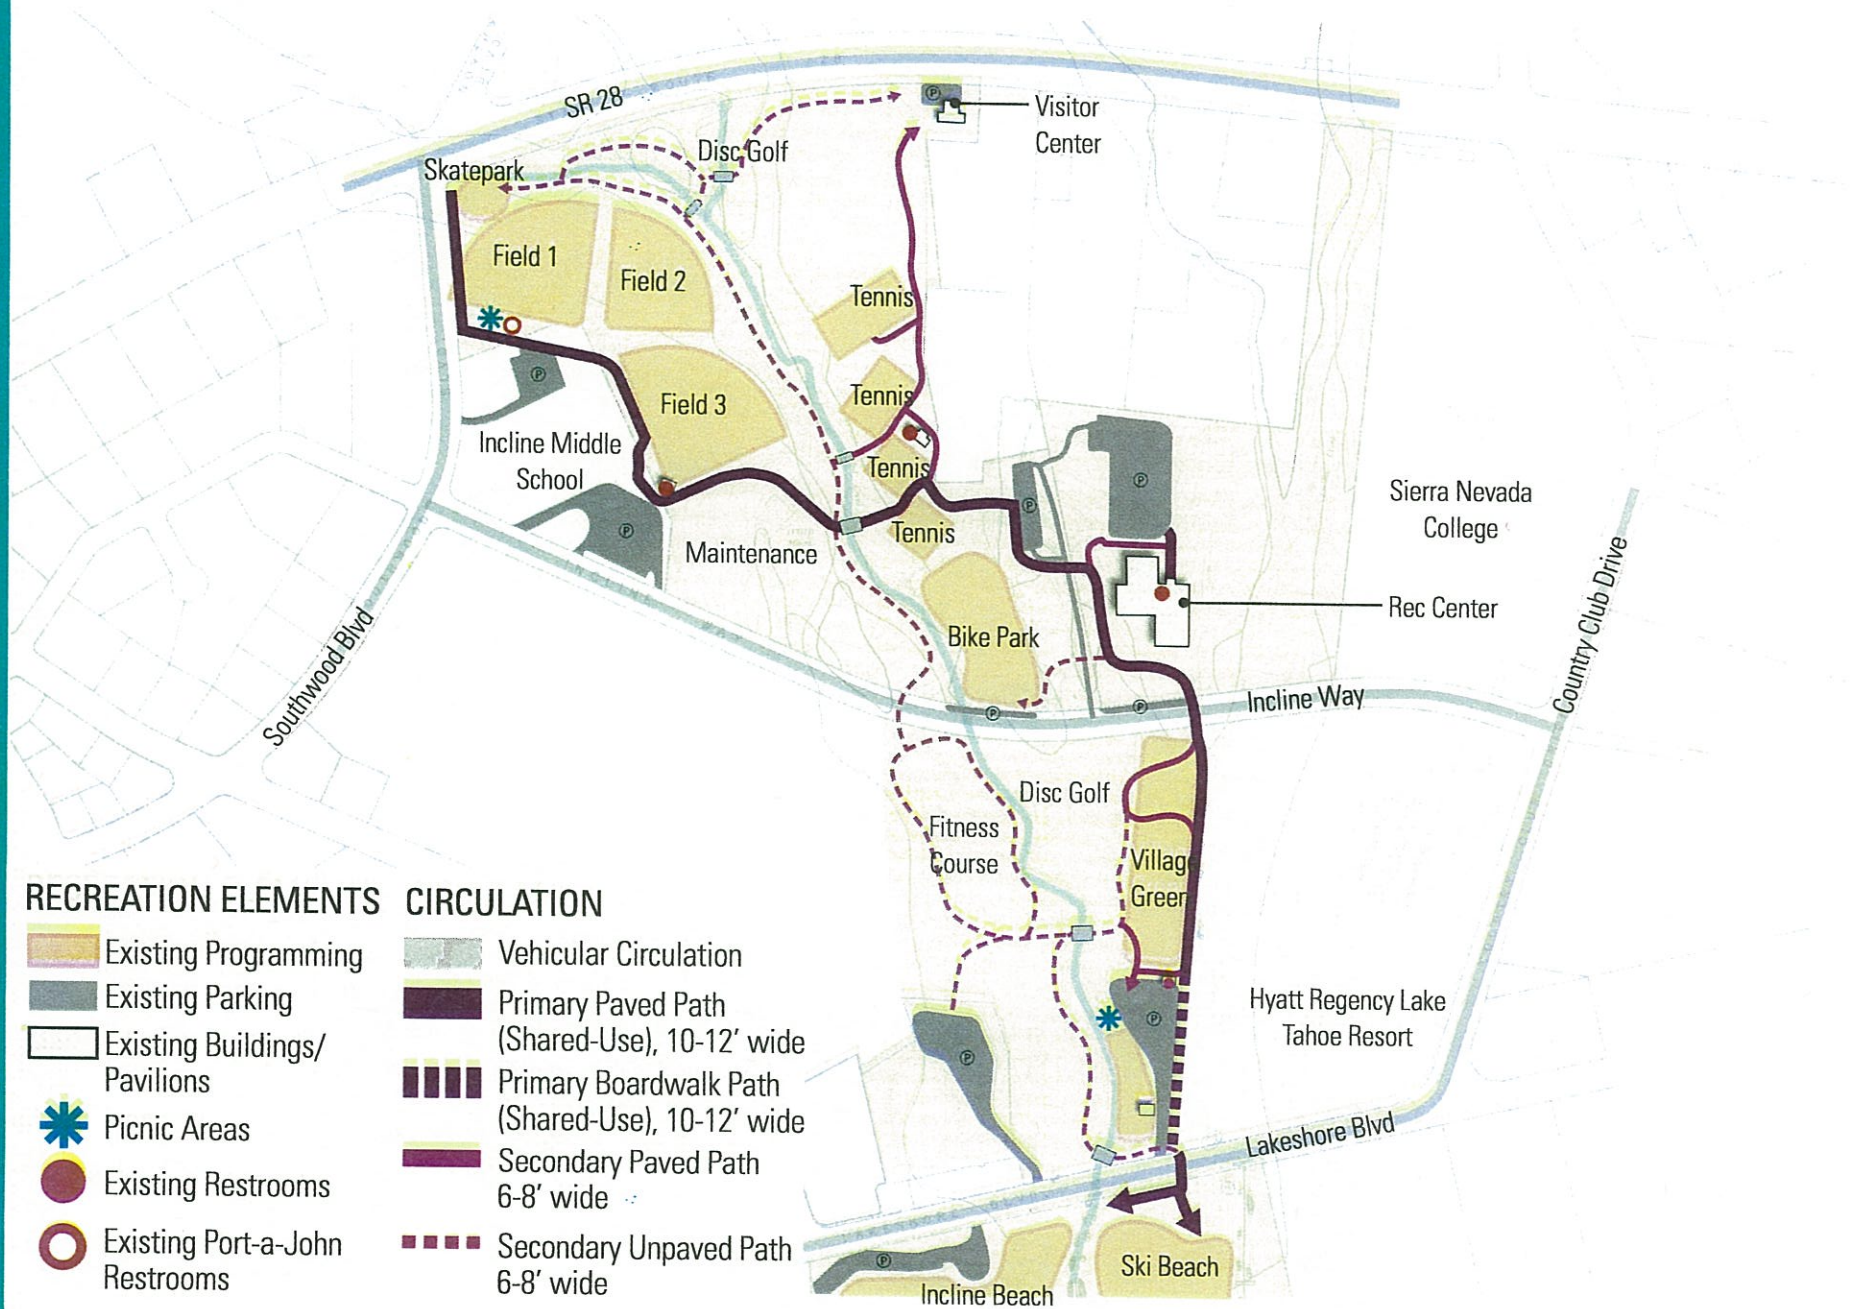 SR 28
Visitor
Center
Disc Golf
Skatepark
Field 1
Field 2
Tennis
Tennis
Field 3
Incline Middle
School
Tennis
Tennis
Maintenance
Sierra Nevada
College
Rec Center
Bike Park
Southwood Blvd
Country Club Drive
Incline Way
Disc Golf
Fitness
Course
Village
Green
Hyatt Regency Lake
Tahoe Resort
Lakeshore Blvd
Ski Beach
Incline Beach
P
P
P
P
P
P
P
P
P
P
RECREATION ELEMENTS
Existing Programming
Existing Parking
Existing Buildings/
Pavilions
Picnic Areas
Existing Restrooms
Existing Port-a-John
Restrooms
CIRCULATION
Vehicular Circulation
Primary Paved Path
(Shared-Use), 10-12’ wide
Primary Boardwalk Path
(Shared-Use), 10-12’ wide
Secondary Paved Path
6-8’ wide
Secondary Unpaved Path
6-8’ wide